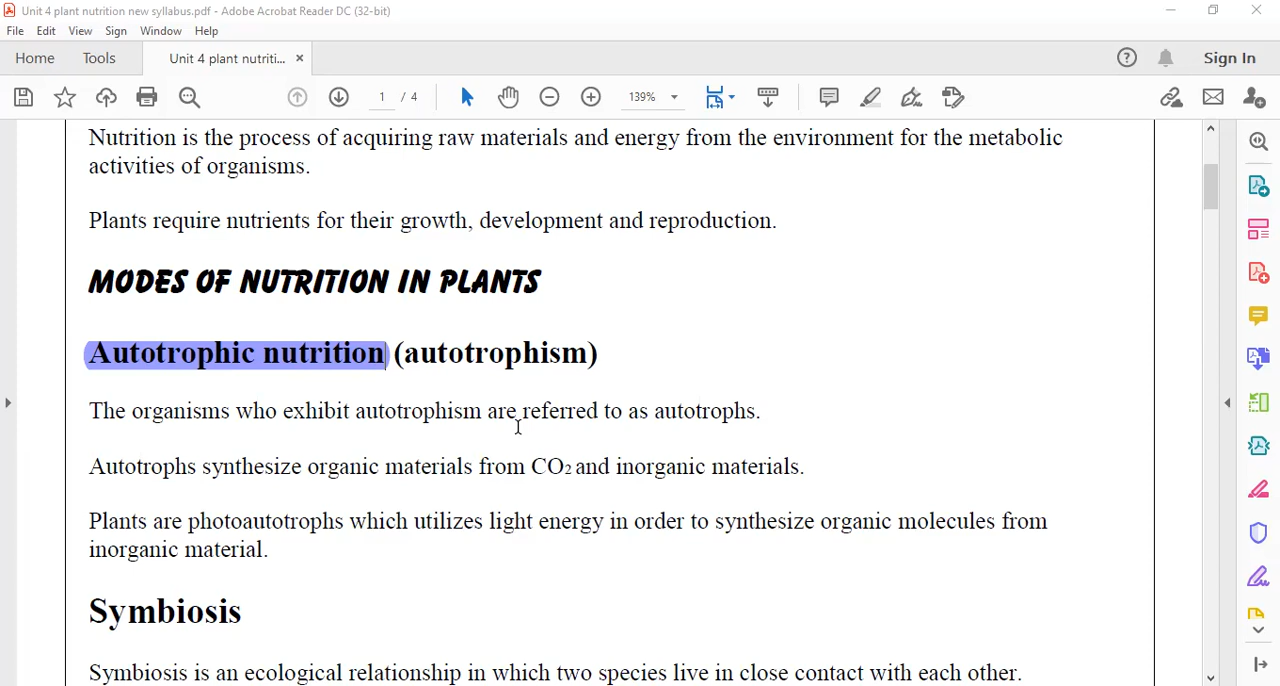 Unit 4 plant nutrition new syllabus.pdf - Adobe Acrobat Reader DC (32-bit)
File Edit View Sign Window Help
Home Tools Unit 4 plant nutriti... × Sign In
1 / 4 139%
Nutrition is the process of acquiring raw materials and energy from the environment for the metabolic
activities of organisms.
Plants require nutrients for their growth, development and reproduction.
MODES OF NUTRITION IN PLANTS
Autotrophic nutrition (autotrophism)
The organisms who exhibit autotrophism are referred to as autotrophs.
Autotrophs synthesize organic materials from CO2 and inorganic materials.
Plants are photoautotrophs which utilizes light energy in order to synthesize organic molecules from
inorganic material.
Symbiosis
Symbiosis is an ecological relationship in which two species live in close contact with each other.